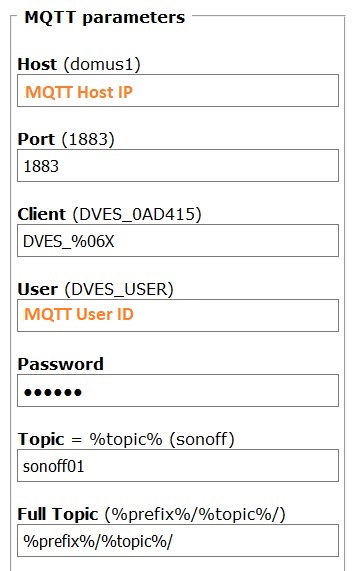 MQTT parameters
Host (domus1)
MQTT Host IP
Port (1883)
1883
Client (DVES_0AD415)
DVES_%06X
User (DVES_USER)
MQTT User ID
Password
●●●●●●
Topic = %topic% (sonoff)
sonoff01
Full Topic (%prefix%/%topic%/)
%prefix%/%topic%/